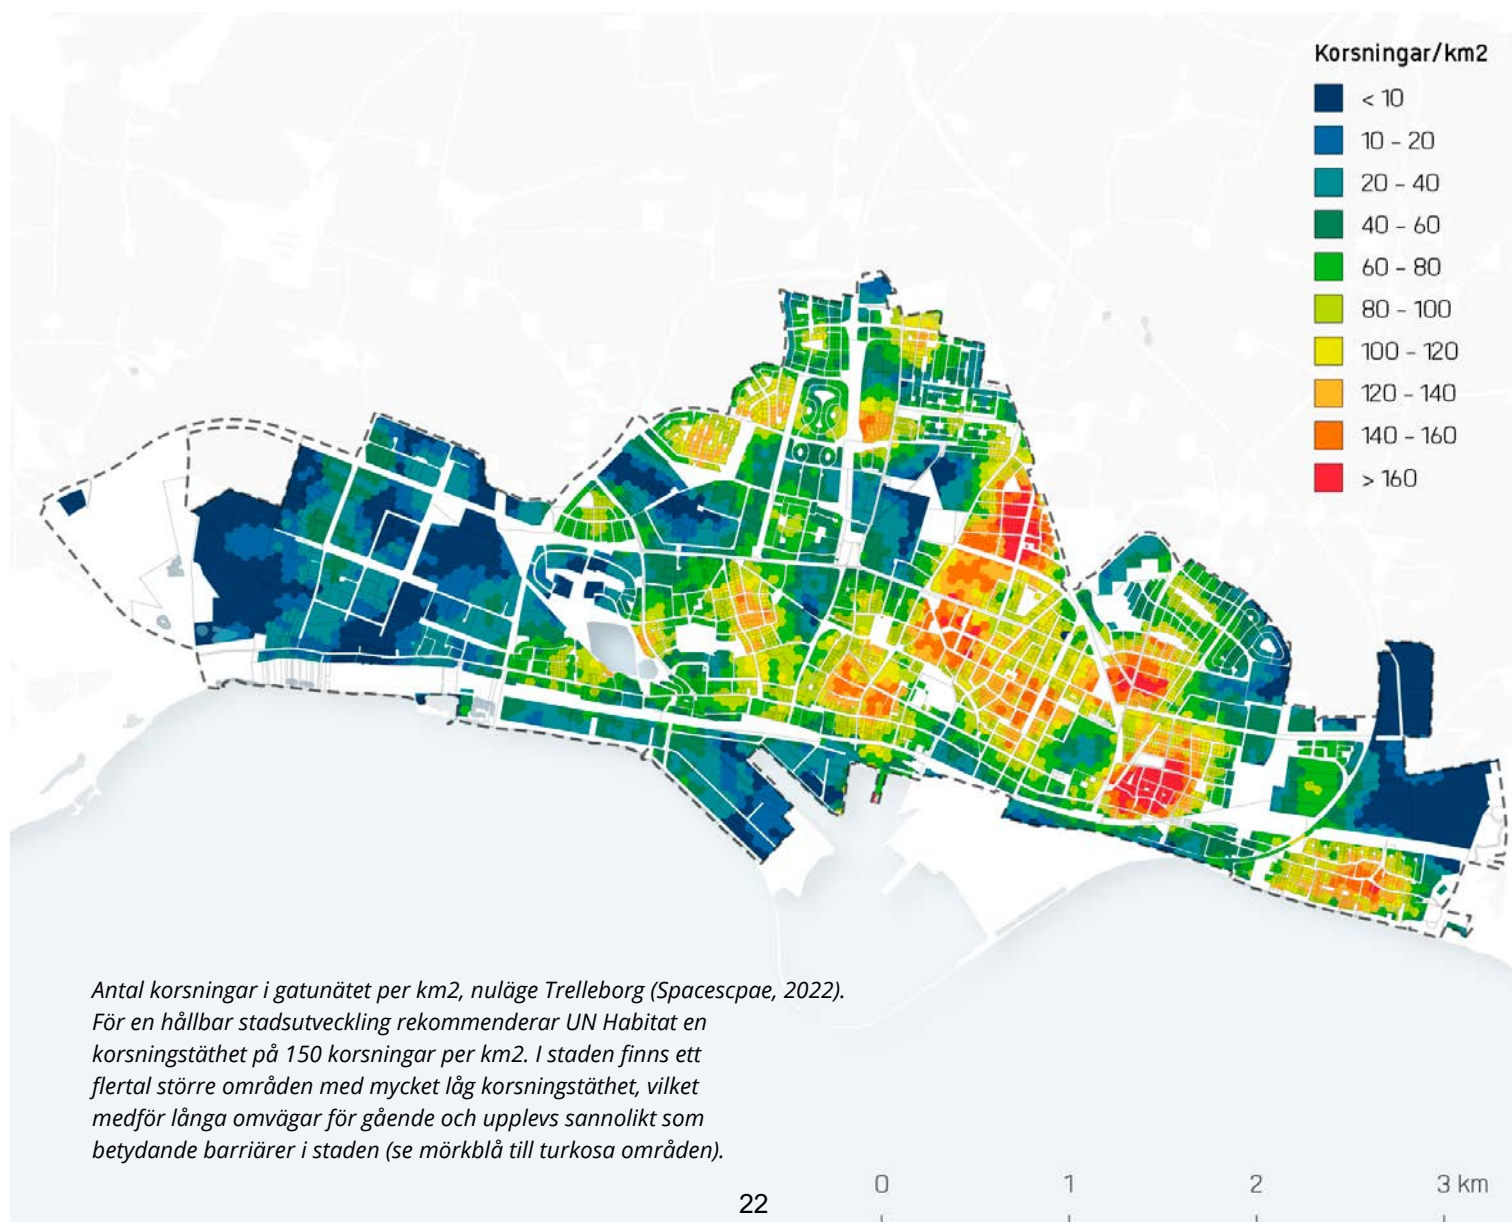 Korsningar/km2
< 10
10 - 20
20 - 40
40 - 60
60 - 80
80 - 100
100 - 120
120 - 140
140 - 160
> 160
Antal korsningar i gatunätet per km2, nuläge Trelleborg (Spacescpae, 2022).
För en hållbar stadsutveckling rekommenderar UN Habitat en
korsningstäthet på 150 korsningar per km2. I staden finns ett
flertal större områden med mycket låg korsningstäthet, vilket
medför långa omvägar för gående och upplevs sannolikt som
betydande barriärer i staden (se mörkblå till turkosa områden).
0 1 2 3 km
22